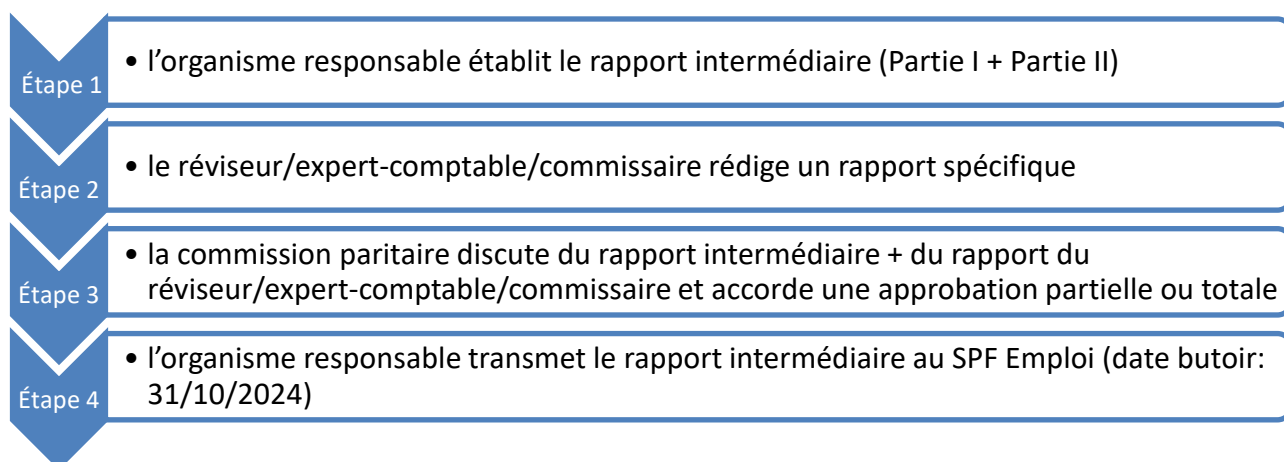 Étape 1
• l’organisme responsable établit le rapport intermédiaire (Partie I + Partie II)
Étape 2
• le réviseur/expert-comptable/commissaire rédige un rapport spécifique
Étape 3
• la commission paritaire discute du rapport intermédiaire + du rapport du
réviseur/expert-comptable/commissaire et accorde une approbation partielle ou totale
Étape 4
• l’organisme responsable transmet le rapport intermédiaire au SPF Emploi (date butoir:
31/10/2024)